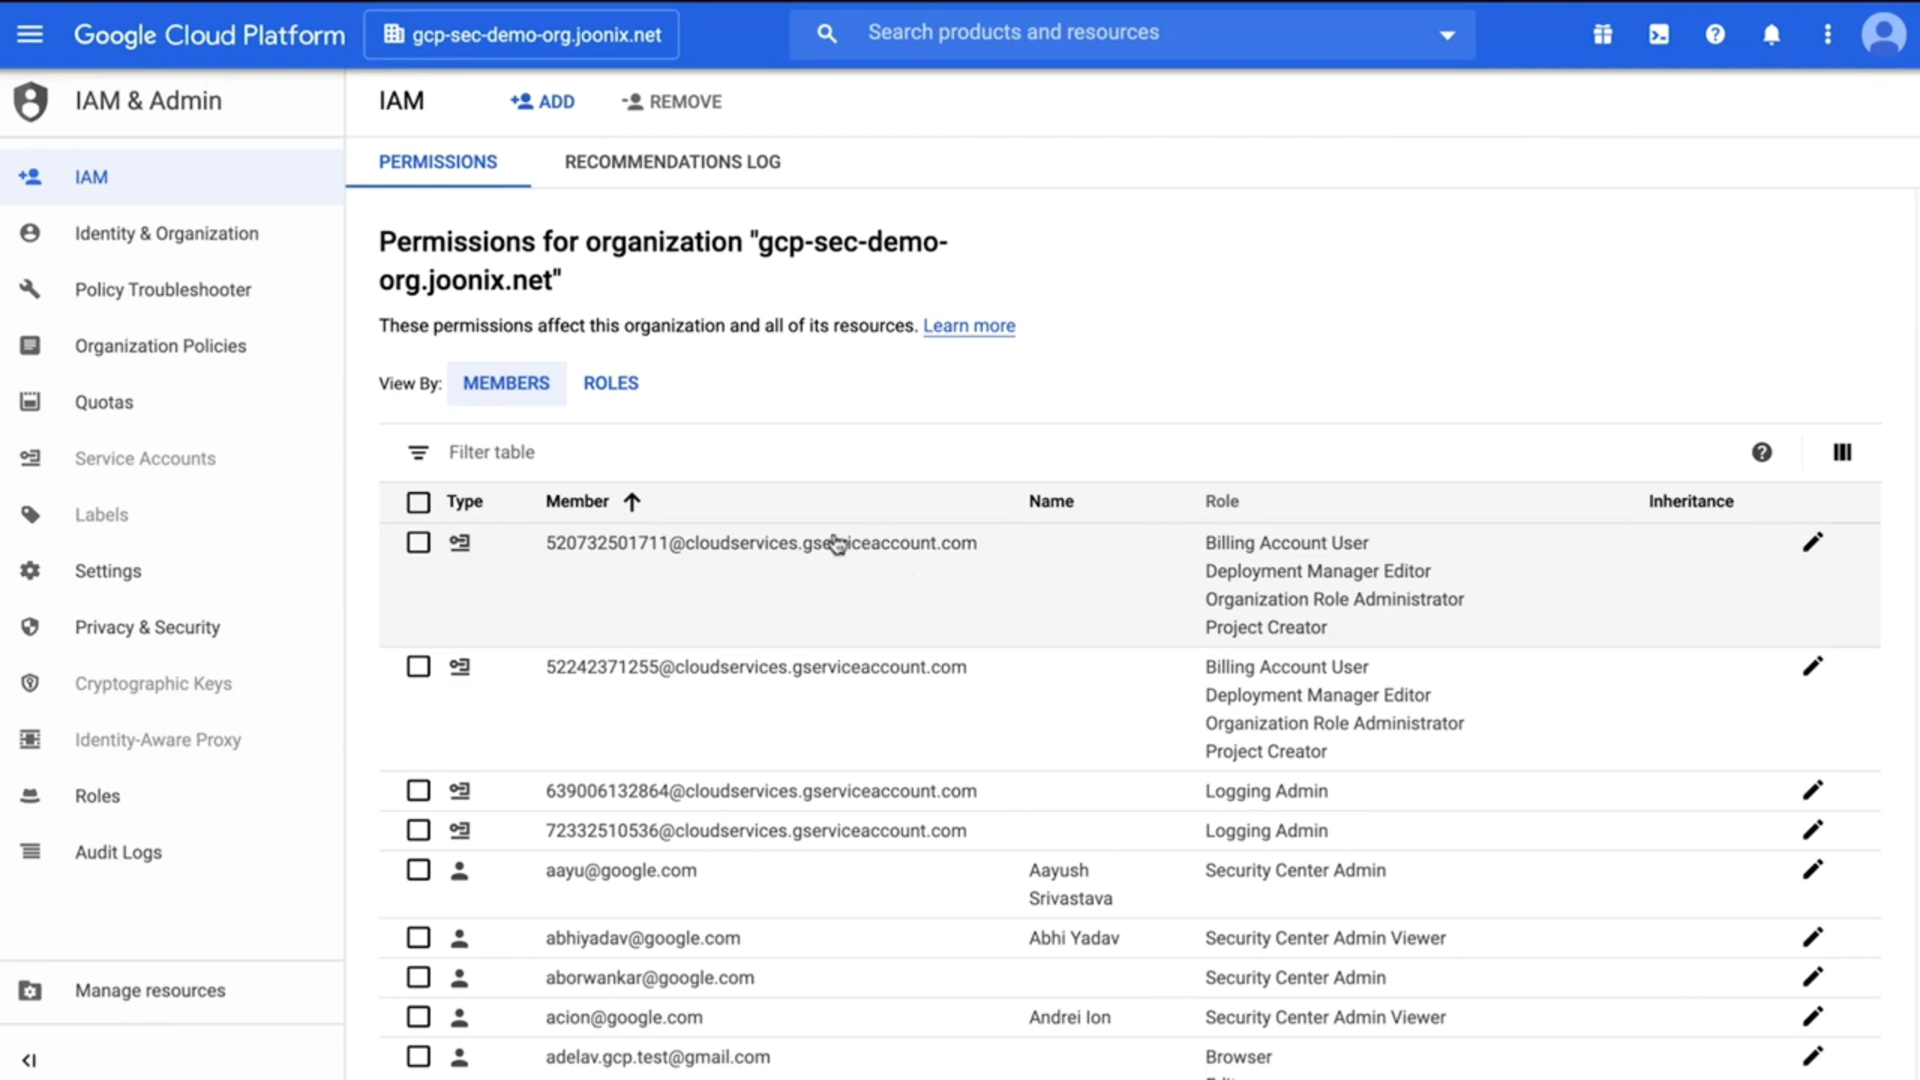 Google Cloud Platform
gcp-sec-demo-org.joonix.net
Search products and resources
IAM & Admin
IAM
ADD
REMOVE
PERMISSIONS
RECOMMENDATIONS LOG
IAM
Identity & Organization
Policy Troubleshooter
Organization Policies
Quotas
Service Accounts
Labels
Settings
Privacy & Security
Cryptographic Keys
Identity-Aware Proxy
Roles
Audit Logs
Manage resources
Permissions for organization "gcp-sec-demo-
org.joonix.net"
These permissions affect this organization and all of its resources. Learn more
View By: MEMBERS ROLES
Filter table
Type Member Name Role Inheritance
520732501711@cloudservices.gserviceaccount.com Billing Account User
Deployment Manager Editor
Organization Role Administrator
Project Creator
52242371255@cloudservices.gserviceaccount.com Billing Account User
Deployment Manager Editor
Organization Role Administrator
Project Creator
639006132864@cloudservices.gserviceaccount.com Logging Admin
72332510536@cloudservices.gserviceaccount.com Logging Admin
aayu@google.com Aayush Security Center Admin
Srivastava
abhiyadav@google.com Abhi Yadav Security Center Admin Viewer
aborwankar@google.com Security Center Admin
acion@google.com Andrei Ion Security Center Admin Viewer
adelav.gcp.test@gmail.com Browser